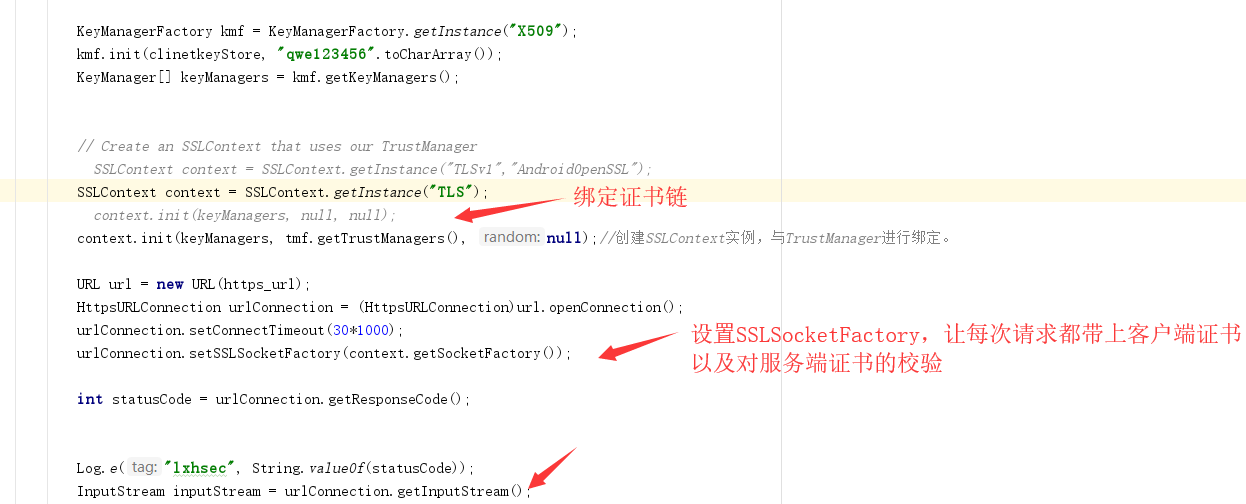 KeyManagerFactory kmf = KeyManagerFactory.getInstance("X509");
kmf.init(clinetkeyStore, "qwe123456".toCharArray());
KeyManager[] keyManagers = kmf.getKeyManagers();
// Create an SSLContext that uses our TrustManager
SSLContext context = SSLContext.getInstance("TLSv1","AndroidOpenSSL");
SSLContext context = SSLContext.getInstance("TLS");
绑定证书链
context.init(keyManagers, null, null);
context.init(keyManagers, tmf.getTrustManagers(), random: null);//创建SSLContext实例，与TrustManager进行绑定。
URL url = new URL(https_url);
HttpsURLConnection urlConnection = (HttpsURLConnection)url.openConnection();
urlConnection.setConnectTimeout(30*1000);
设置SSLSocketFactory，让每次请求都带上客户端证书
urlConnection.setSSLSocketFactory(context.getSocketFactory());
以及对服务端证书的校验
int statusCode = urlConnection.getResponseCode();
Log.e( tag: "lxhsec", String.valueOf(statusCode));
InputStream inputStream = urlConnection.getInputStream();